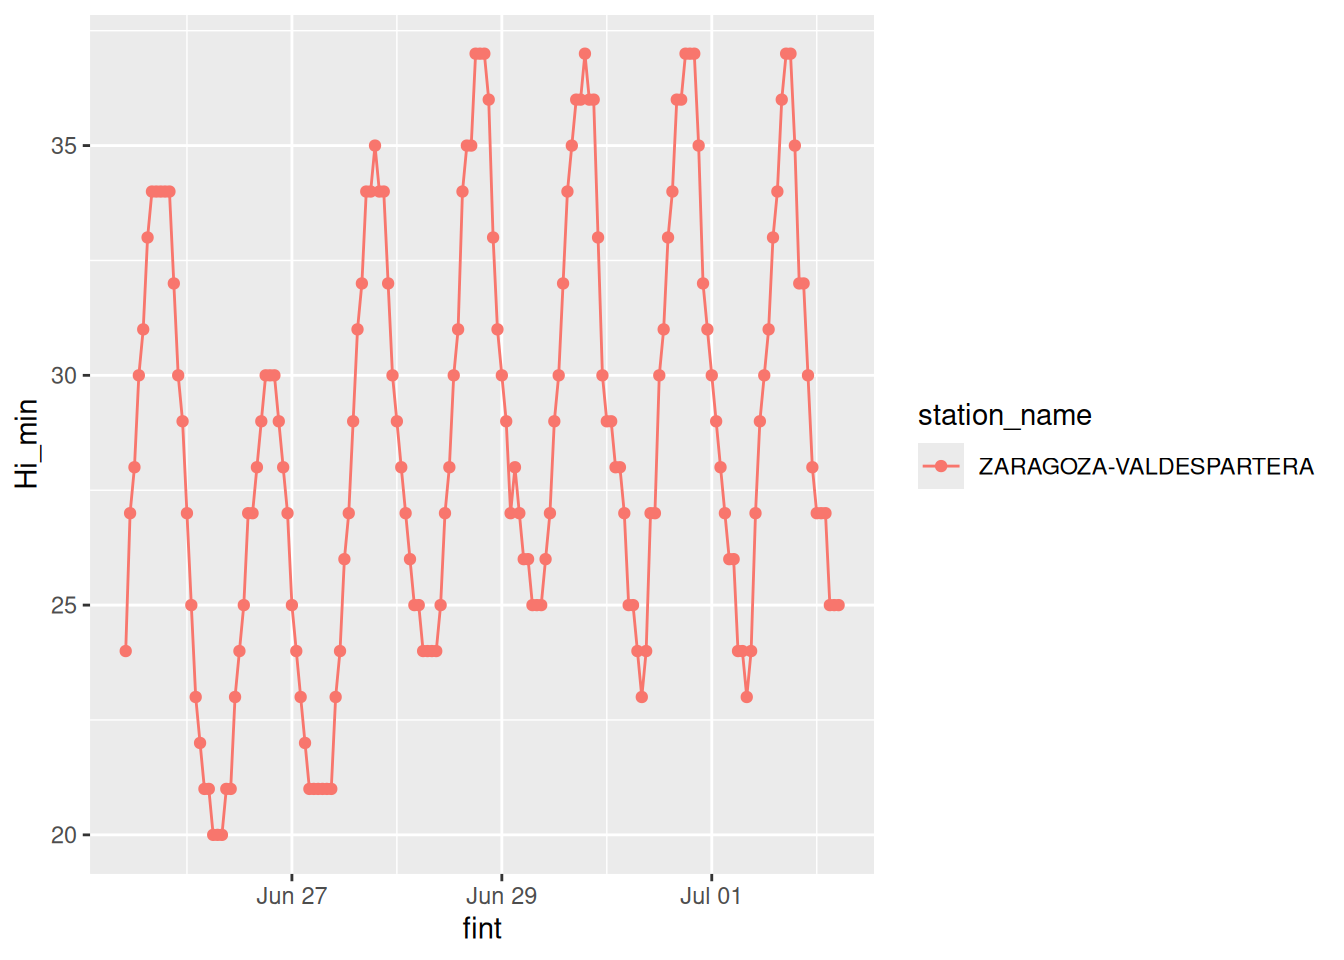 35
30
25
20
Hi_min
Jun 27
Jun 29
Jul 01
fint
station_name
ZARAGOZA-VALDESPARTERA